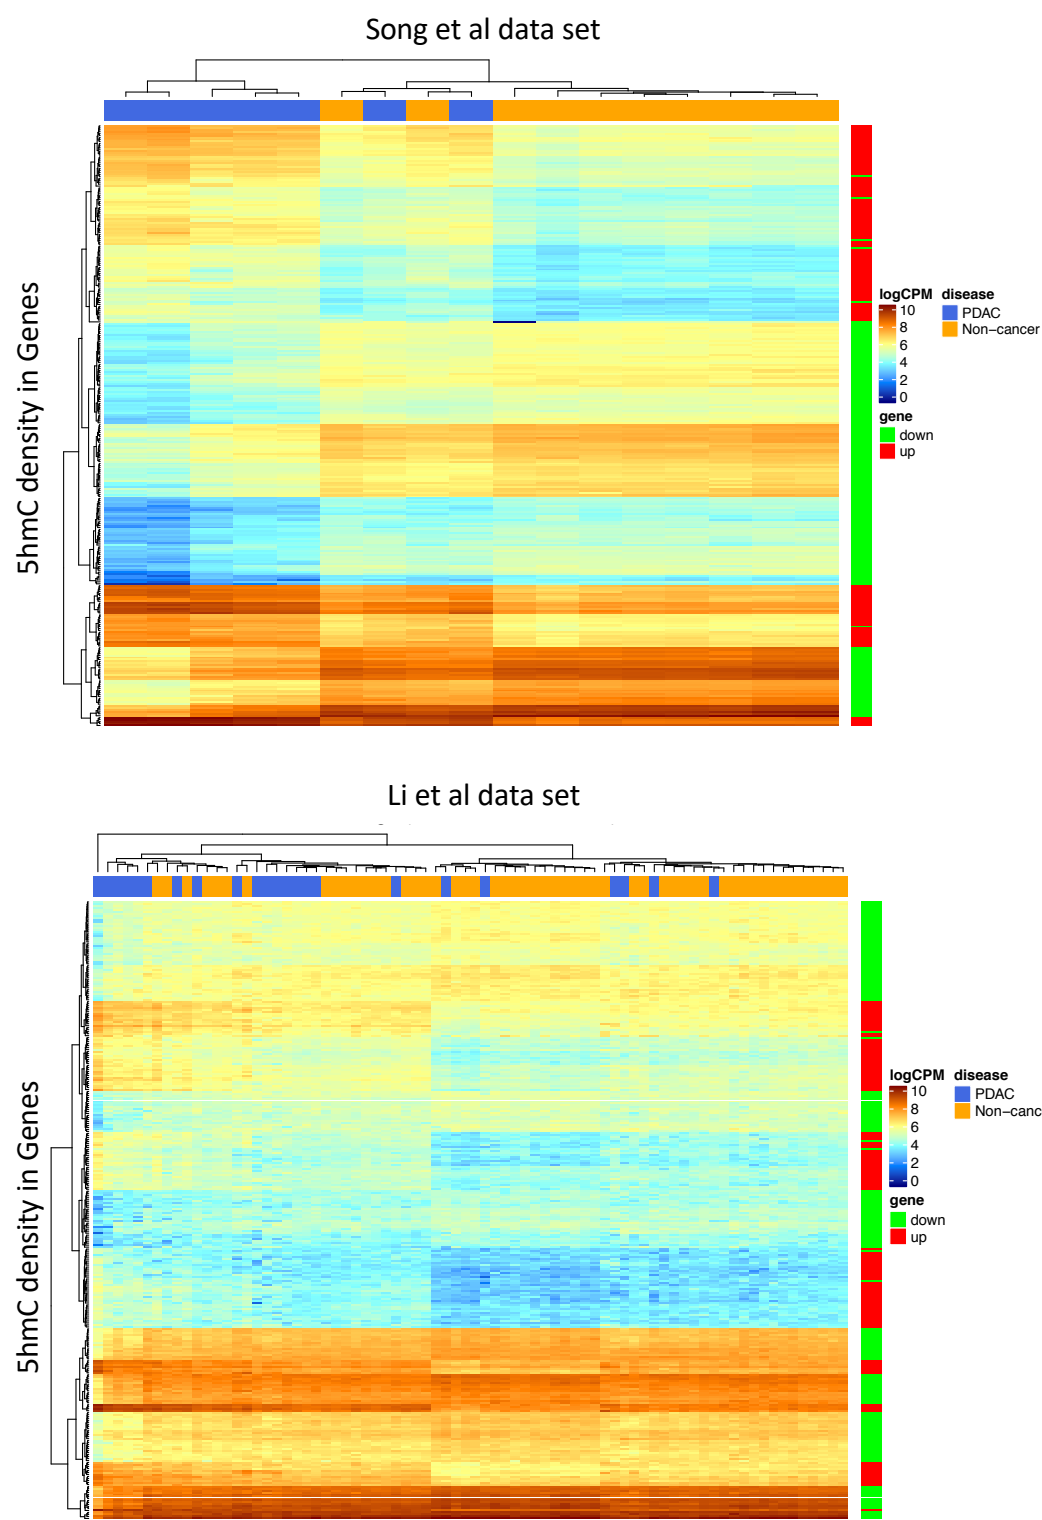 Song et al data set
5hmC density in Genes
logCPM disease
10
8
6
4
2
0
PDAC
Non-cancer
gene
down
up
Li et al data set
5hmC density in Genes
logCPM disease
10
8
6
4
2
0
PDAC
Non-canc
gene
down
up